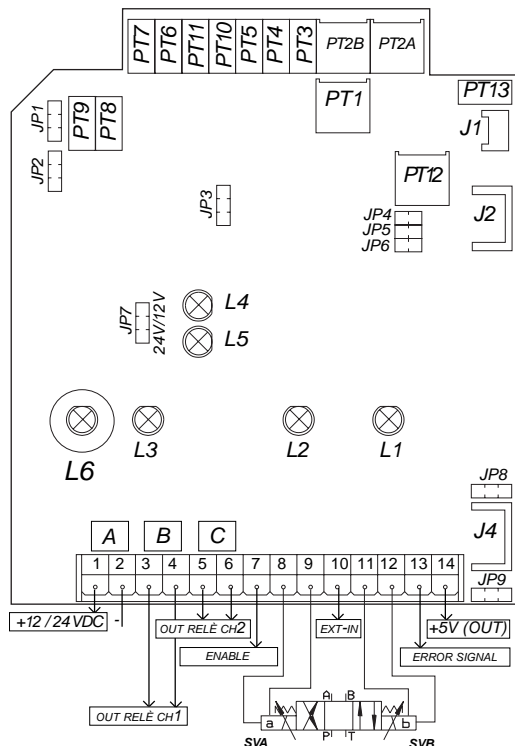 PT7 PT6 PT11 PT10 PT5 PT4 PT3 PT2B PT2A
PT1
PT13
JP1
PT9 PT8
J1
JP2
PT12
JP3
JP4
JP5
JP6
J2
JP7
24V/12V
L4
L5
L6
L3
L2
L1
JP8
J4
A B C
1 2 3 4 5 6 7 8 9 10 11 12 13 14
JP9
+12/24VDC -
OUT RELÈ CH2
EXT-IN
+5V (OUT)
ENABLE
ERROR SIGNAL
OUT RELÈ CH1
A B
a b
P T
SVA SVB